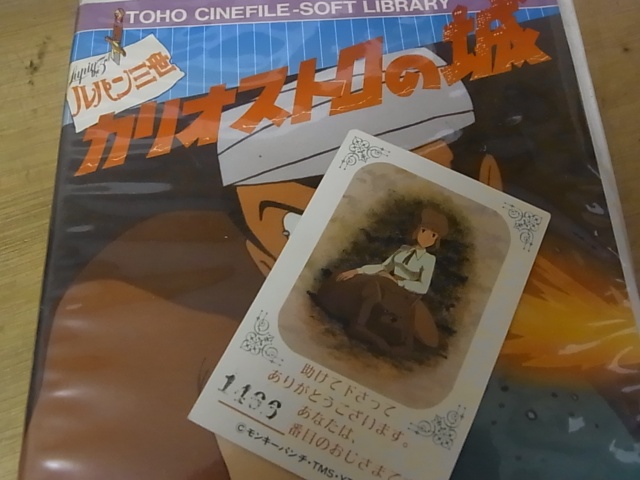 TOHO CINEFILE-SOFT LIBRARY
ルパン三世
カリオストロの城
助けて下さって
ありがとうございます。
あなたは、
1486
番目のおじさまで
©モンキーパンチ・TMS・